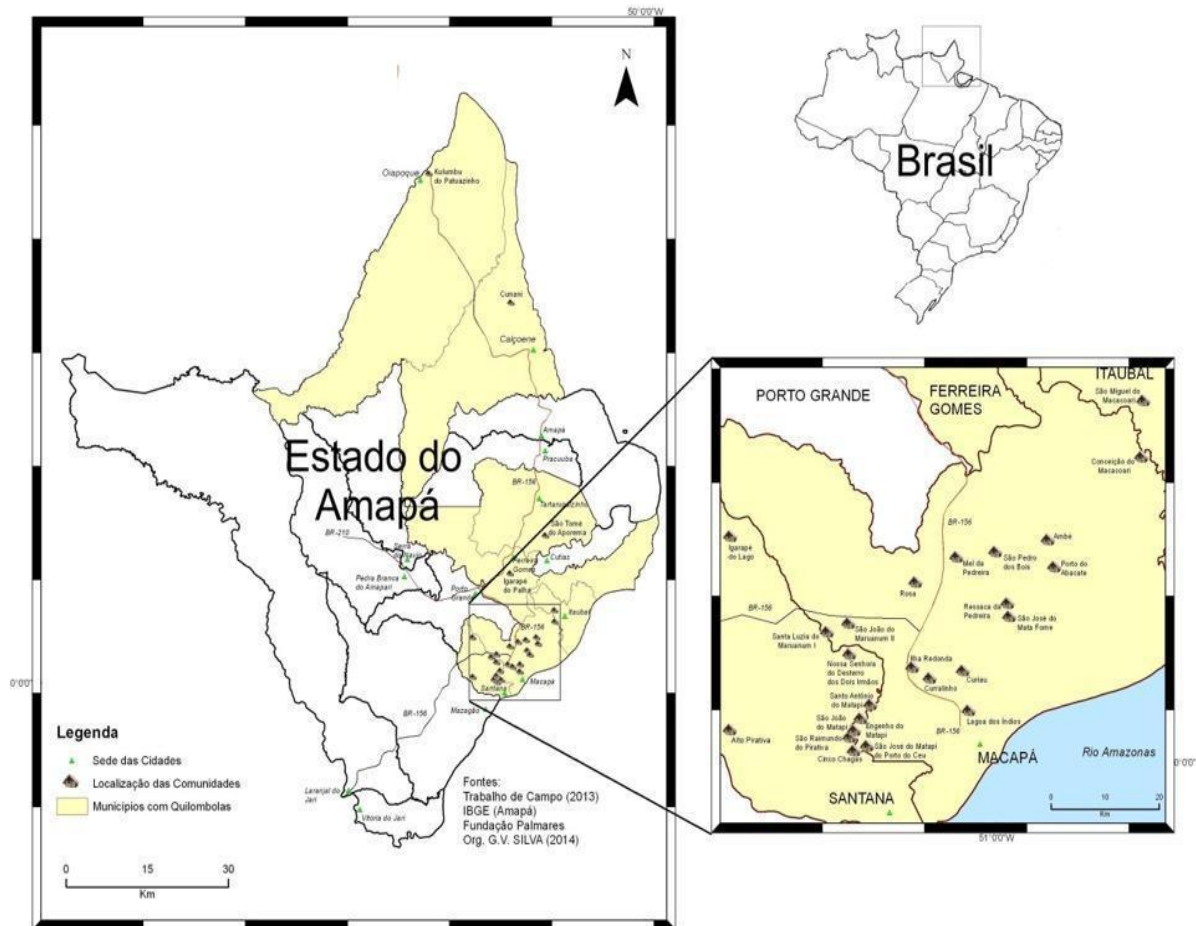 50°0'0"W
N
Oiapoque
Kulumbu
do Patuazinho
Cunani
Calçoene
Amapá
Pracuuba
Estado do
Amapá
BR-156
Tartarugalzinho
São Tomé
do Aporema
BR-210
Serra
do Navio
Cutias
Ferreira
Gomes
Igarapé
do Palha
Pedra Branca
do Amapari
Porto
Grande
Itaubal
BR-156
0°0'0"
Santana
Macapá
Mazagão
BR-156
Laranjal do
Jari
Vitória do Jari
Legenda
Sede das Cidades
Localização das Comunidades
Municípios com Quilombolas
0
15
30
Km
Fontes:
Trabalho de Campo (2013)
IBGE (Amapá)
Fundação Palmares
Org. G.V. SILVA (2014)
Brasil
PORTO GRANDE
FERREIRA
GOMES
ITAUBAL
São Miguel do
Macacoari
Conceição do
Macacoari
BR-156
Igarapé
do Lago
Mel da
Pedreira
São Pedro
dos Bois
Ambé
Porto do
Abacate
Rosa
Ressaca da
Pedreira
São José do
Mata Fome
BR-156
Santa Luzia do
Maruanum I
São João do
Maruanum II
Nossa Senhora
do Desterro
dos Dois Irmãos
Ilha Redonda
Curralinho
Curiau
Santo Antônio
do Matapi
São João do
Matapi
Engenho do
Matapi
Lagoa dos Índios
BR-156
Alto Pirativa
São Raimundo
do Pirativa
São José do Matapi
do Porto do Ceu
Cinco Chagas
MACAPÁ
Rio Amazonas
0°0'0"
SANTANA
0
10
20
Km
51°0'0"W